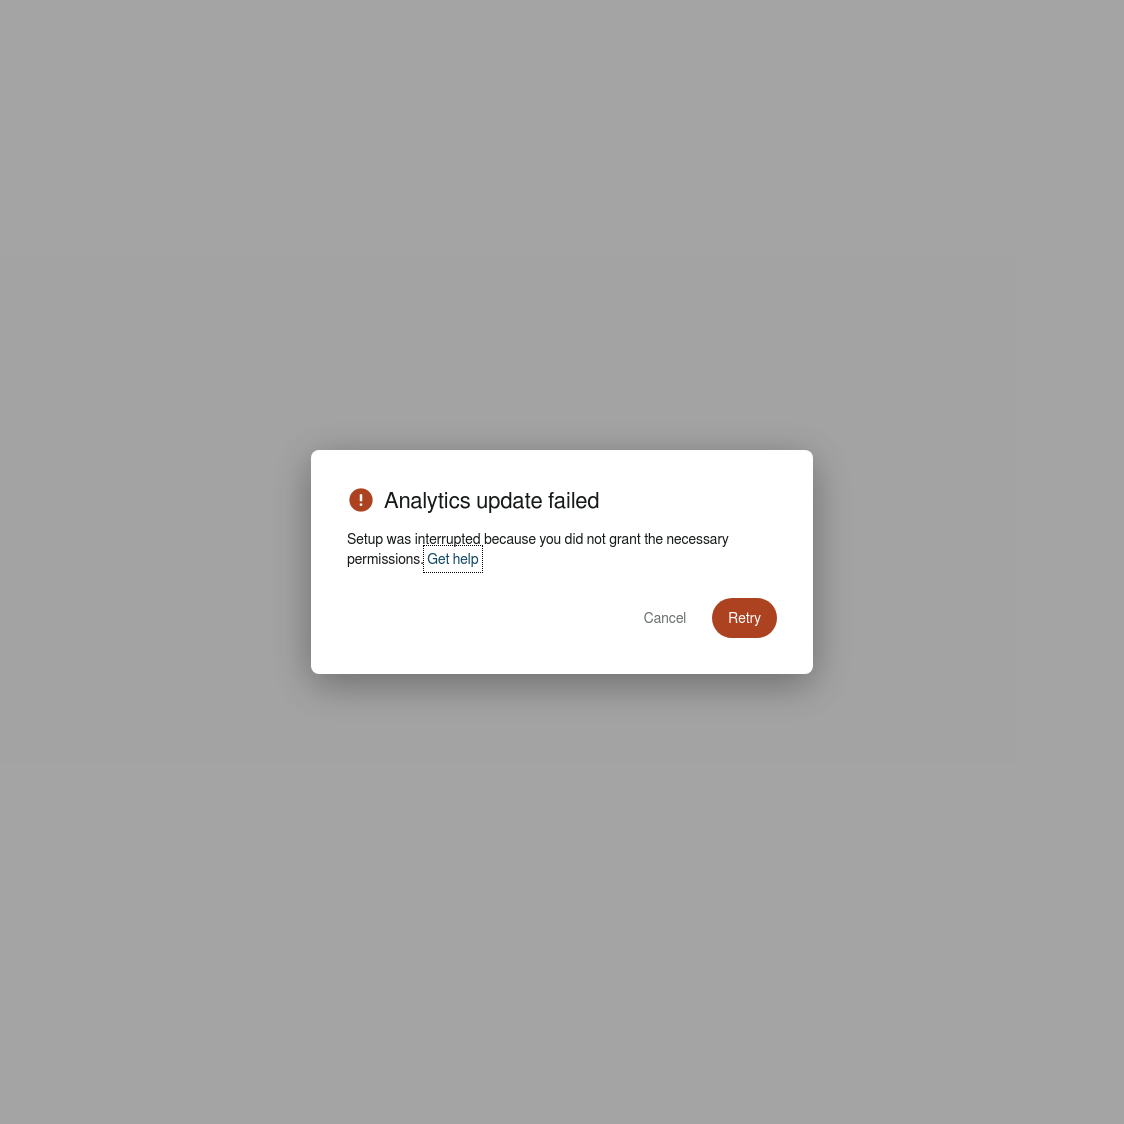 Analytics update failed
Setup was interrupted because you did not grant the necessary
permissions. Get help
Cancel
Retry